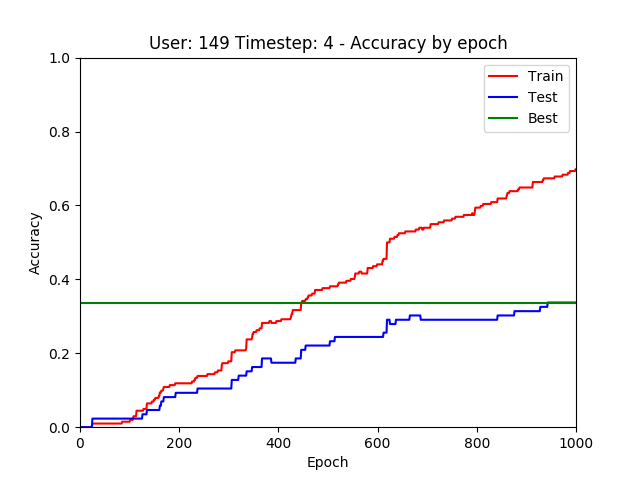 User: 149 Timestep: 4 - Accuracy by epoch
Train
Test
Best
1.0
0.8
0.6
0.4
0.2
0.0
Accuracy
0 200 400 600 800 1000
Epoch